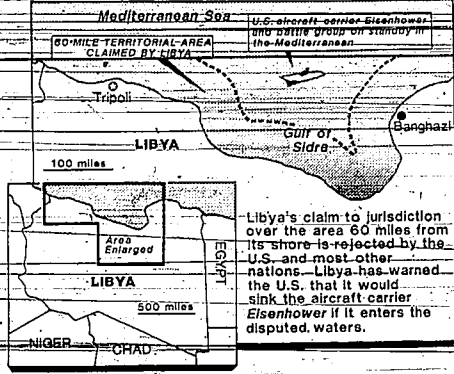 Mediterranean Sea
U.S. aircraft carrier Eisenhower
and battle group on standby in
the Mediterranean
60-MILE TERRITORIAL AREA
CLAIMED BY LIBYA
Tripoli
Banghazi
Gulf of
Sidra
LIBYA
100 miles
Area
Enlarged
LIBYA
EGYPT
500 miles
NIGER
CHAD
Libya's claim to jurisdiction
over the area 60 miles from
its shore is rejected by the
U.S. and most other
nations. Libya has warned
the U.S. that it would
sink the aircraft carrier
Eisenhower if it enters the
disputed waters.